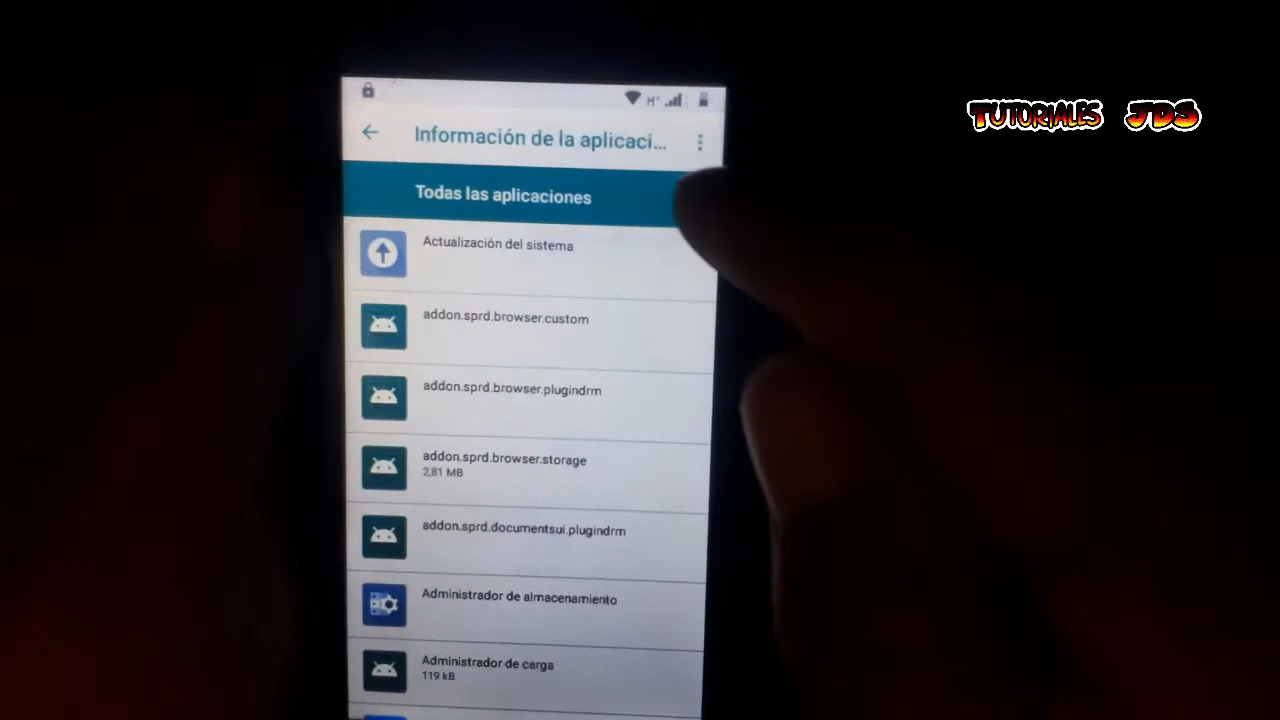 TUTORIALES JDS
H+
Información de la aplicaci...
Todas las aplicaciones
Actualización del sistema
addon.sprd.browser.custom
addon.sprd.browser.plugindrm
addon.sprd.browser.storage
2,81 MB
addon.sprd.documentsui.plugindrm
Administrador de almacenamiento
Administrador de carga
119 kB